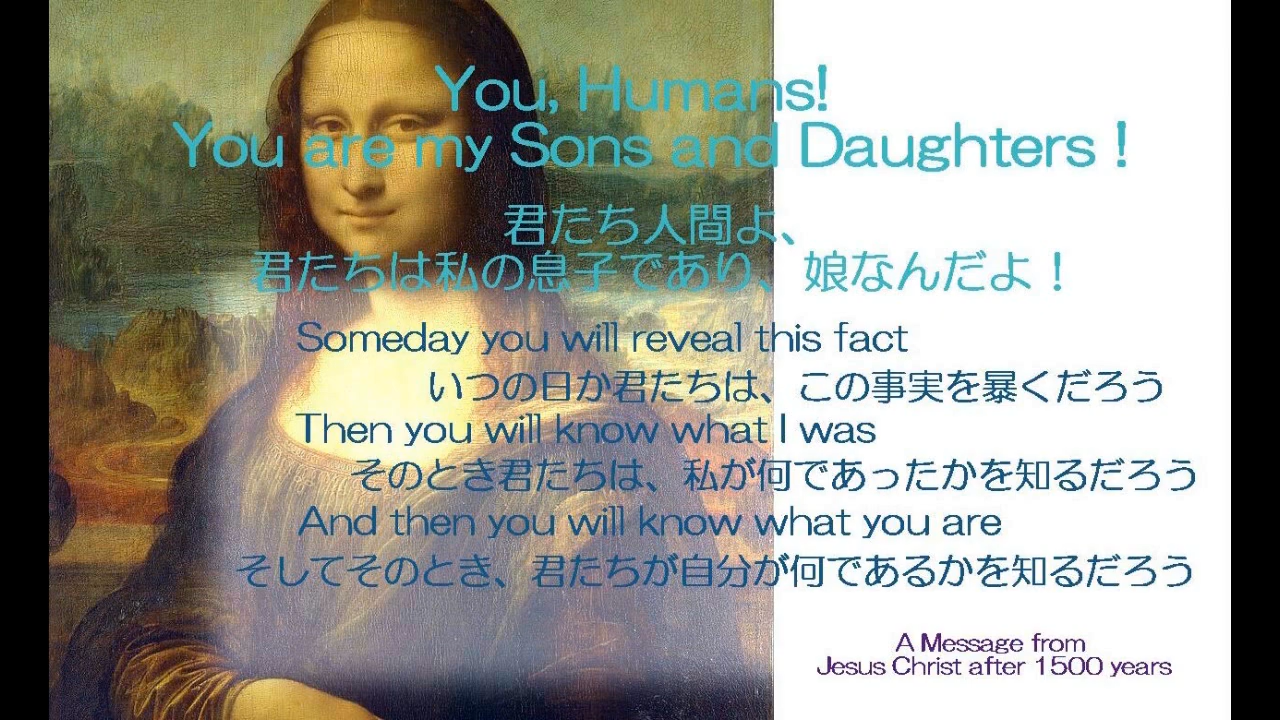 You, Humans!
You are my Sons and Daughters !
君たち人間よ、
君たちは私の息子であり、娘なんだよ！
Someday you will reveal this fact
いつの日か君たちは、この事実を暴くだろう
Then you will know what I was
そのとき君たちは、私が何であったかを知るだろう
And then you will know what you are
そしてそのとき、君たちが自分が何であるかを知るだろう
A Message from
Jesus Christ after 1500 years